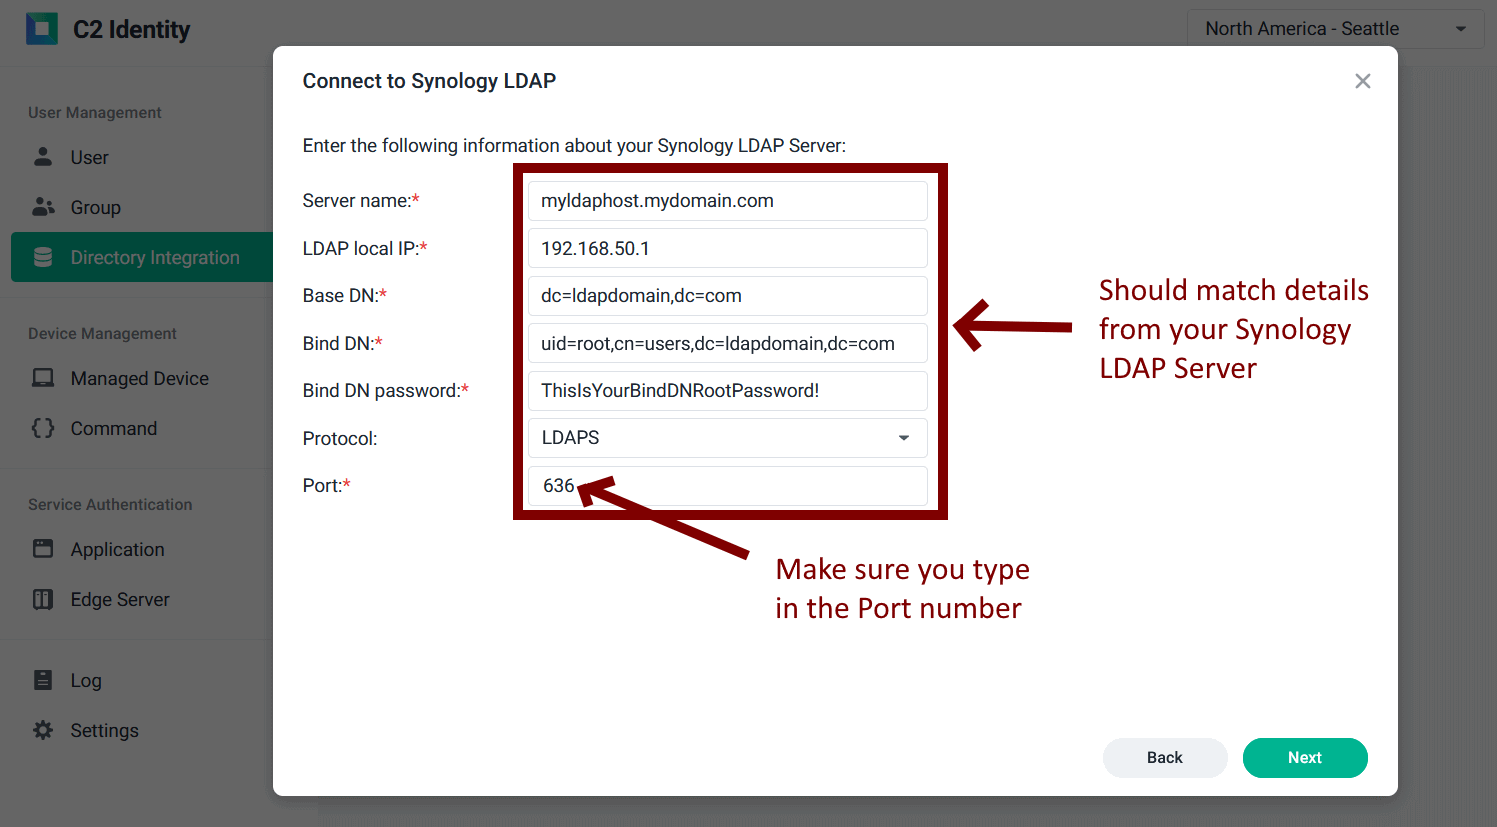 C2 Identity
North America - Seattle
User Management
User
Group
Directory Integration
Device Management
Managed Device
Command
Service Authentication
Application
Edge Server
Log
Settings
Connect to Synology LDAP
Enter the following information about your Synology LDAP Server:
Server name:* myldaphost.mydomain.com
LDAP local IP:* 192.168.50.1
Base DN:* dc=ldapdomain,dc=com
Bind DN:* uid=root,cn=users,dc=ldapdomain,dc=com
Bind DN password:* ThisIsYourBindDNRootPassword!
Protocol: LDAPS
Port:* 636
Should match details
from your Synology
LDAP Server
Make sure you type
in the Port number
Back
Next